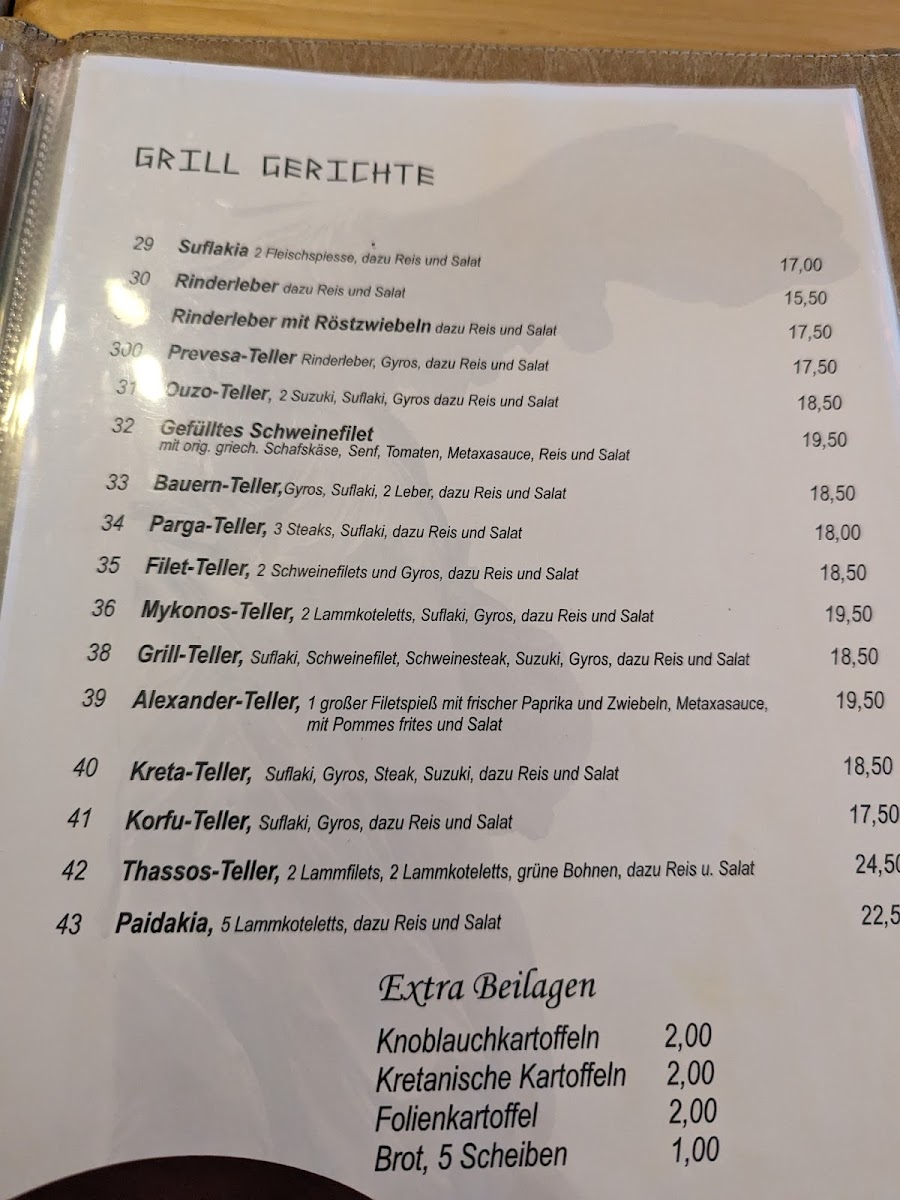 GRILL GERICHTE
29 Suflakia 2 Fleischspiesse, dazu Reis und Salat 17,00
30 Rinderleber dazu Reis und Salat 15,50
Rinderleber mit Röstzwiebeln dazu Reis und Salat 17,50
300 Prevesa-Teller Rinderleber, Gyros, dazu Reis und Salat 17,50
31 Ouzo-Teller, 2 Suzuki, Suflaki, Gyros dazu Reis und Salat 18,50
32 Gefülltes Schweinefilet 19,50
mit orig. griech. Schafskäse, Senf, Tomaten, Metaxasauce, Reis und Salat
33 Bauern-Teller,Gyros, Suflaki, 2 Leber, dazu Reis und Salat 18,50
34 Parga-Teller, 3 Steaks, Suflaki, dazu Reis und Salat 18,00
35 Filet-Teller, 2 Schweinefilets und Gyros, dazu Reis und Salat 18,50
36 Mykonos-Teller, 2 Lammkoteletts, Suflaki, Gyros, dazu Reis und Salat 19,50
38 Grill-Teller, Suflaki, Schweinefilet, Schweinesteak, Suzuki, Gyros, dazu Reis und Salat 18,50
39 Alexander-Teller, 1 großer Filetspieß mit frischer Paprika und Zwiebeln, Metaxasauce, 19,50
mit Pommes frites und Salat
40 Kreta-Teller, Suflaki, Gyros, Steak, Suzuki, dazu Reis und Salat 18,50
41 Korfu-Teller, Suflaki, Gyros, dazu Reis und Salat 17,50
42 Thassos-Teller, 2 Lammfilets, 2 Lammkoteletts, grüne Bohnen, dazu Reis u. Salat 24,50
43 Paidakia, 5 Lammkoteletts, dazu Reis und Salat 22,5
Extra Beilagen
Knoblauchkartoffeln 2,00
Kretanische Kartoffeln 2,00
Folienkartoffel 2,00
Brot, 5 Scheiben 1,00